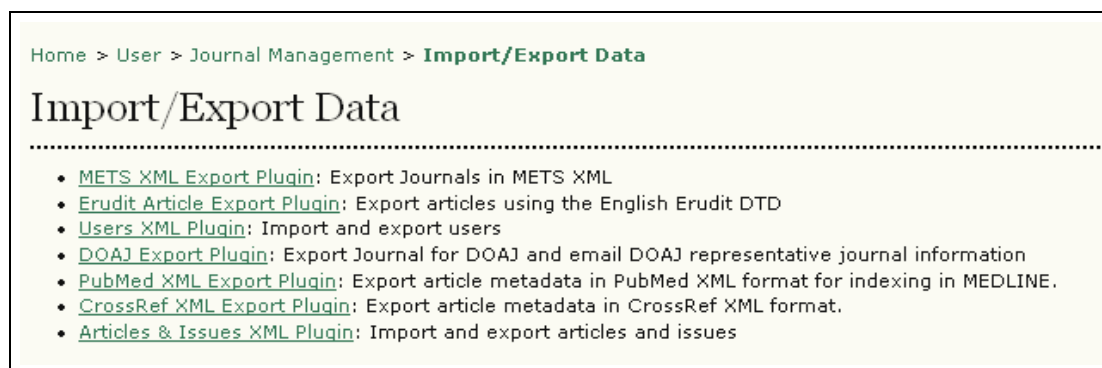 Home > User > Journal Management > Import/Export Data
Import/Export Data
• METS XML Export Plugin: Export Journals in METS XML
• Erudit Article Export Plugin: Export articles using the English Erudit DTD
• Users XML Plugin: Import and export users
• DOAJ Export Plugin: Export Journal for DOAJ and email DOAJ representative journal information
• PubMed XML Export Plugin: Export article metadata in PubMed XML format for indexing in MEDLINE.
• CrossRef XML Export Plugin: Export article metadata in CrossRef XML format.
• Articles & Issues XML Plugin: Import and export articles and issues